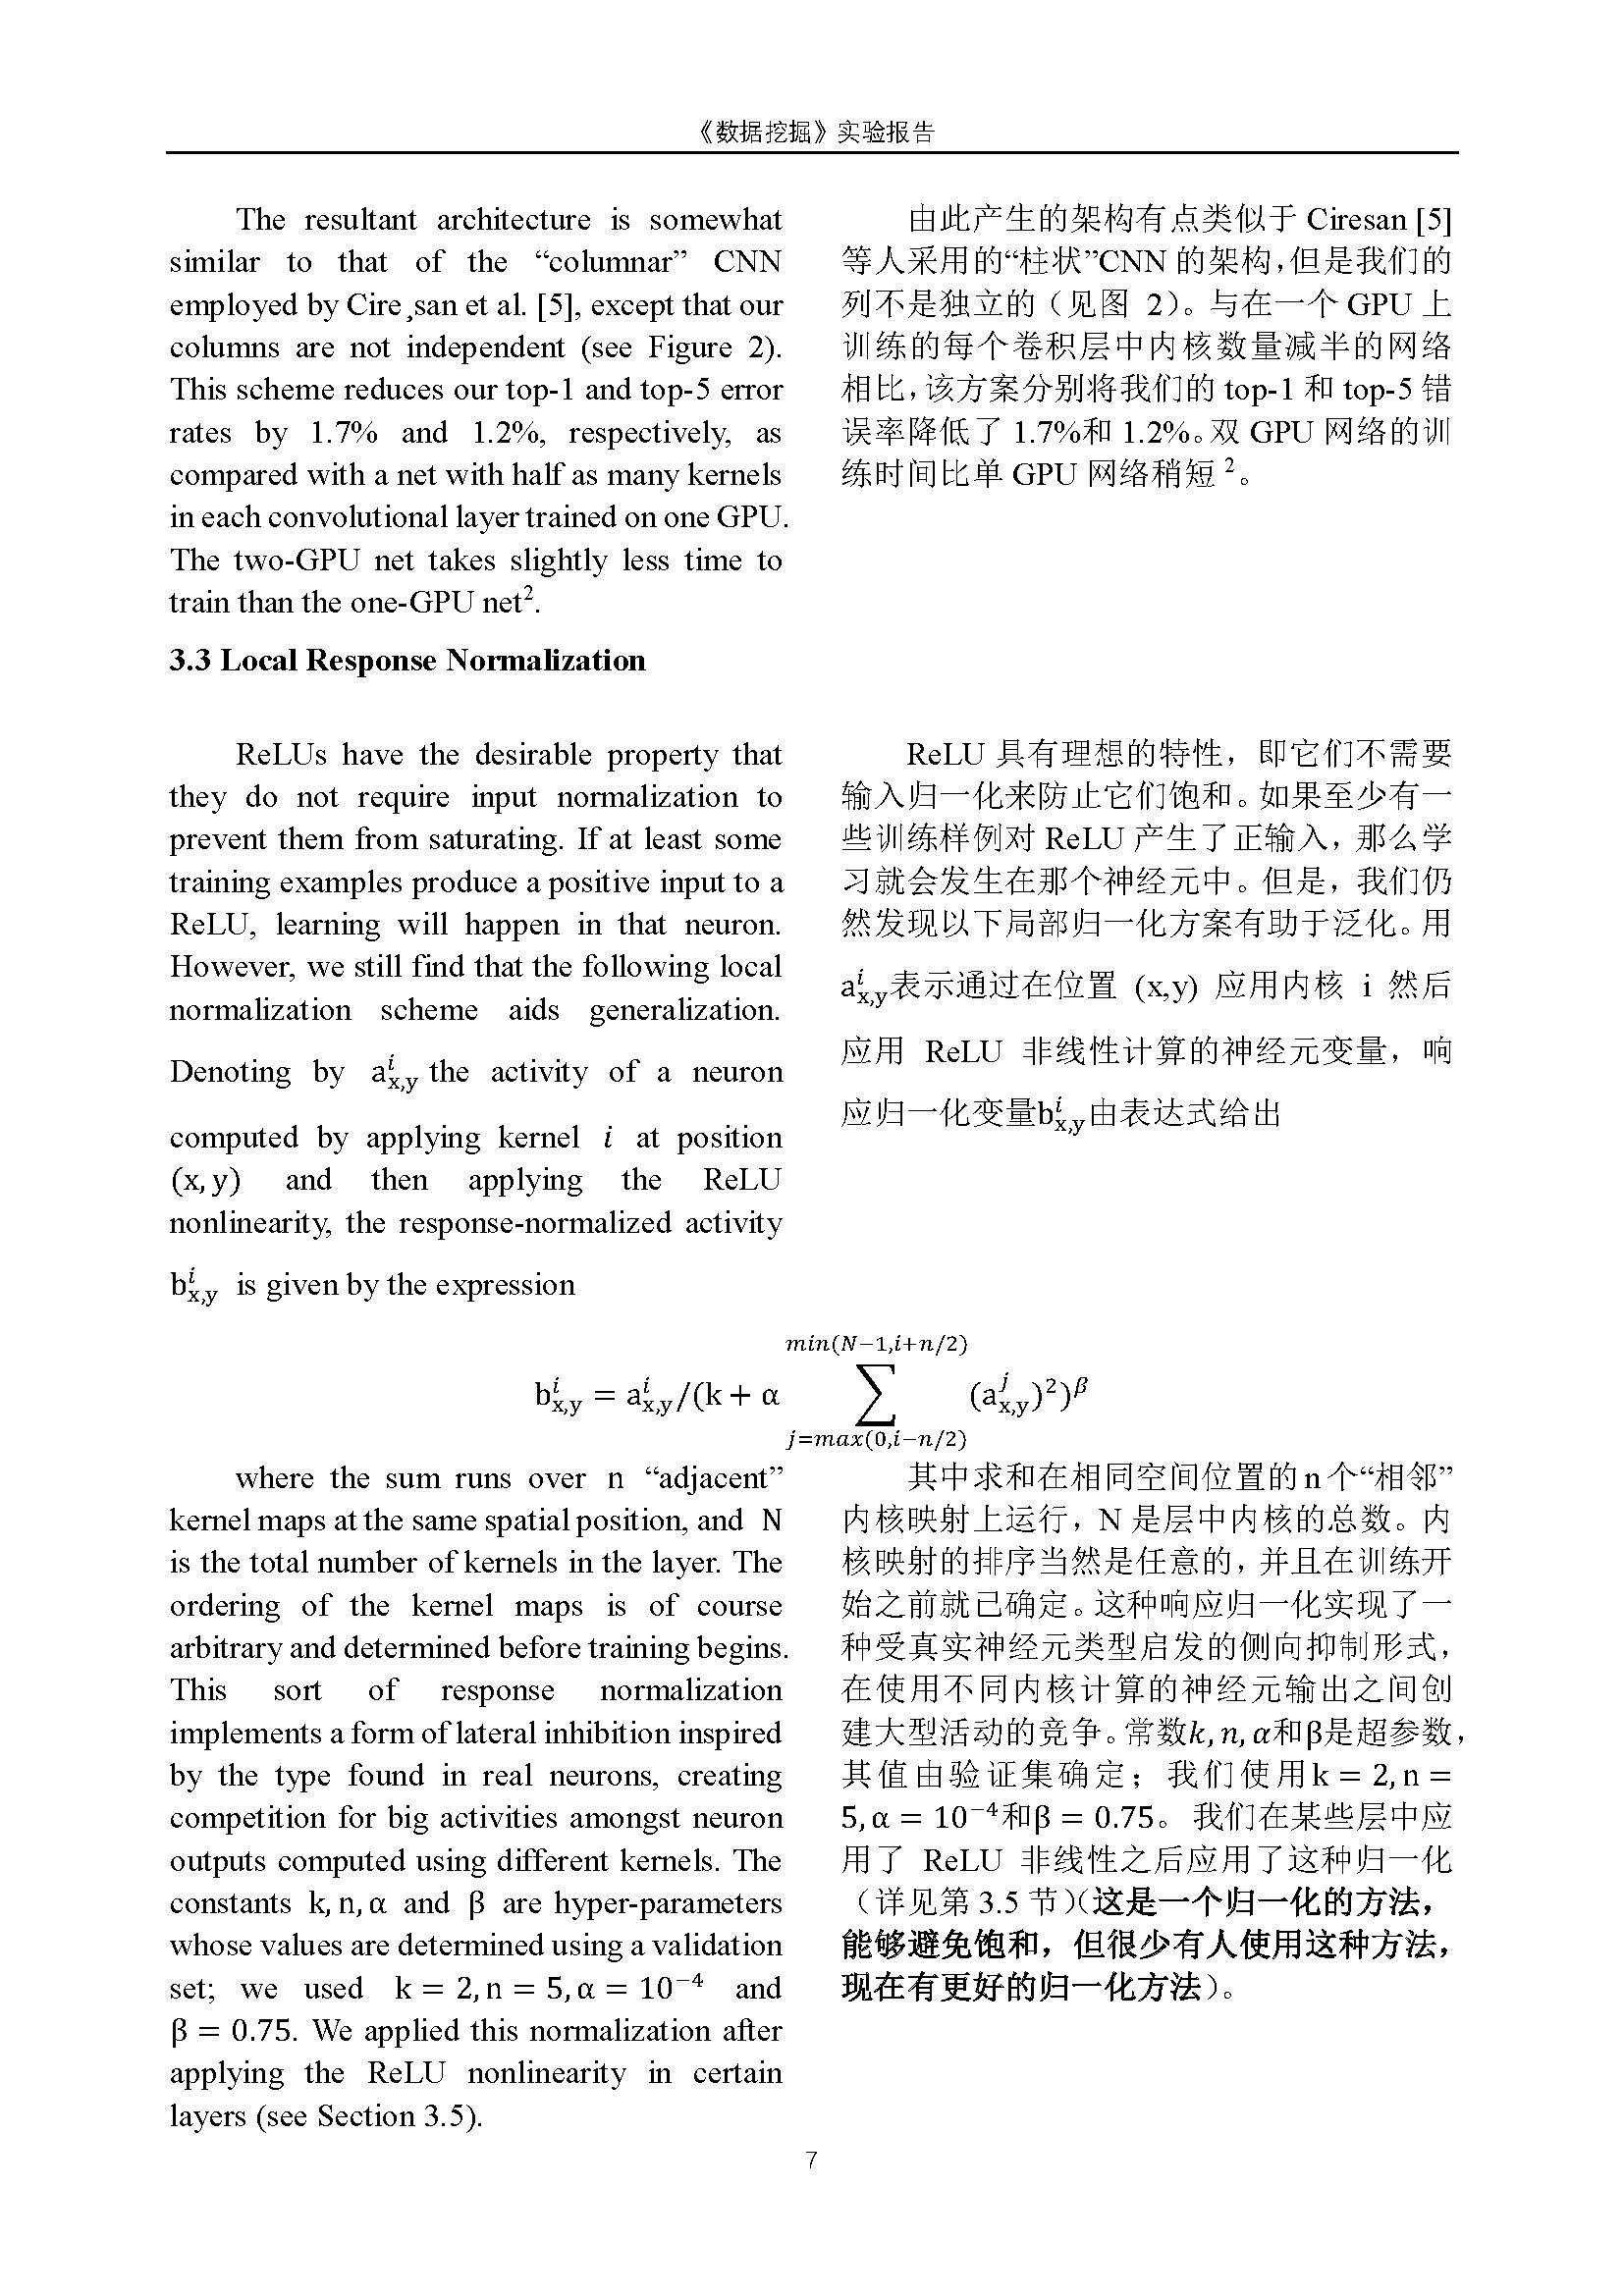 《数据挖掘》实验报告
The resultant architecture is somewhat
similar to that of the “columnar” CNN
employed by Cire¸san et al. [5], except that our
columns are not independent (see Figure 2).
This scheme reduces our top-1 and top-5 error
rates by 1.7% and 1.2%, respectively, as
compared with a net with half as many kernels
in each convolutional layer trained on one GPU.
The two-GPU net takes slightly less time to
train than the one-GPU net².
由此产生的架构有点类似于 Ciresan [5]
等人采用的“柱状”CNN 的架构，但是我们的
列不是独立的（见图 2）。与在一个 GPU 上
训练的每个卷积层中内核数量减半的网络
相比，该方案分别将我们的 top-1 和 top-5 错
误率降低了 1.7%和 1.2%。双 GPU 网络的训
练时间比单 GPU 网络稍短 ²。
3.3 Local Response Normalization
ReLUs have the desirable property that
they do not require input normalization to
prevent them from saturating. If at least some
training examples produce a positive input to a
ReLU, learning will happen in that neuron.
However, we still find that the following local
normalization scheme aids generalization.
Denoting by a^i_{x,y} the activity of a neuron
computed by applying kernel i at position
(x, y) and then applying the ReLU
nonlinearity, the response-normalized activity
b^i_{x,y} is given by the expression
ReLU 具有理想的特性，即它们不需要
输入归一化来防止它们饱和。如果至少有一
些训练样例对 ReLU 产生了正输入，那么学
习就会发生在那个神经元中。但是，我们仍
然发现以下局部归一化方案有助于泛化。用
a^i_{x,y}表示通过在位置 (x,y) 应用内核 i 然后
应用 ReLU 非线性计算的神经元变量，响
应归一化变量b^i_{x,y}由表达式给出
b^i_{x,y} = a^i_{x,y}/(k + α ∑_{j=max(0,i−n/2)}^{min(N−1,i+n/2)} (a^j_{x,y})²)^β
where the sum runs over n “adjacent”
kernel maps at the same spatial position, and N
is the total number of kernels in the layer. The
ordering of the kernel maps is of course
arbitrary and determined before training begins.
This sort of response normalization
implements a form of lateral inhibition inspired
by the type found in real neurons, creating
competition for big activities amongst neuron
outputs computed using different kernels. The
constants k, n, α and β are hyper-parameters
whose values are determined using a validation
set; we used k = 2, n = 5, α = 10⁻⁴ and
β = 0.75. We applied this normalization after
applying the ReLU nonlinearity in certain
layers (see Section 3.5).
其中求和在相同空间位置的 n 个“相邻”
内核映射上运行，N 是层中内核的总数。内
核映射的排序当然是任意的，并且在训练开
始之前就已确定。这种响应归一化实现了一
种受真实神经元类型启发的侧向抑制形式，
在使用不同内核计算的神经元输出之间创
建大型活动的竞争。常数k, n, α和β是超参数，
其值由验证集确定；我们使用k = 2, n =
5, α = 10⁻⁴和β = 0.75。 我们在某些层中应
用了 ReLU 非线性之后应用了这种归一化
（详见第 3.5 节）（这是一个归一化的方法，
能够避免饱和，但很少有人使用这种方法，
现在有更好的归一化方法）。
7